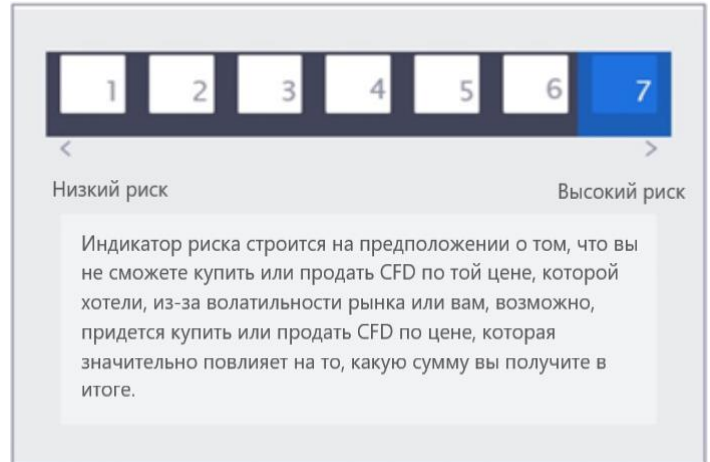 1 2 3 4 5 6 7
< >
Низкий риск Высокий риск
Индикатор риска строится на предположении о том, что вы
не сможете купить или продать CFD по той цене, которой
хотели, из-за волатильности рынка или вам, возможно,
придется купить или продать CFD по цене, которая
значительно повлияет на то, какую сумму вы получите в
итоге.